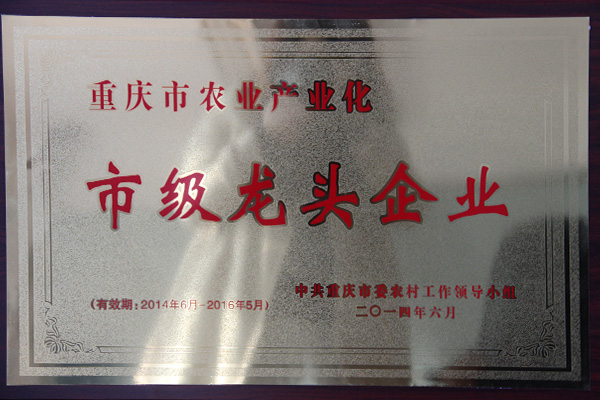 重庆市农业产业化
市级龙头企业
中共重庆市委农村工作领导小组
(有效期:2014年6月-2016年5月)
二〇一四年六月